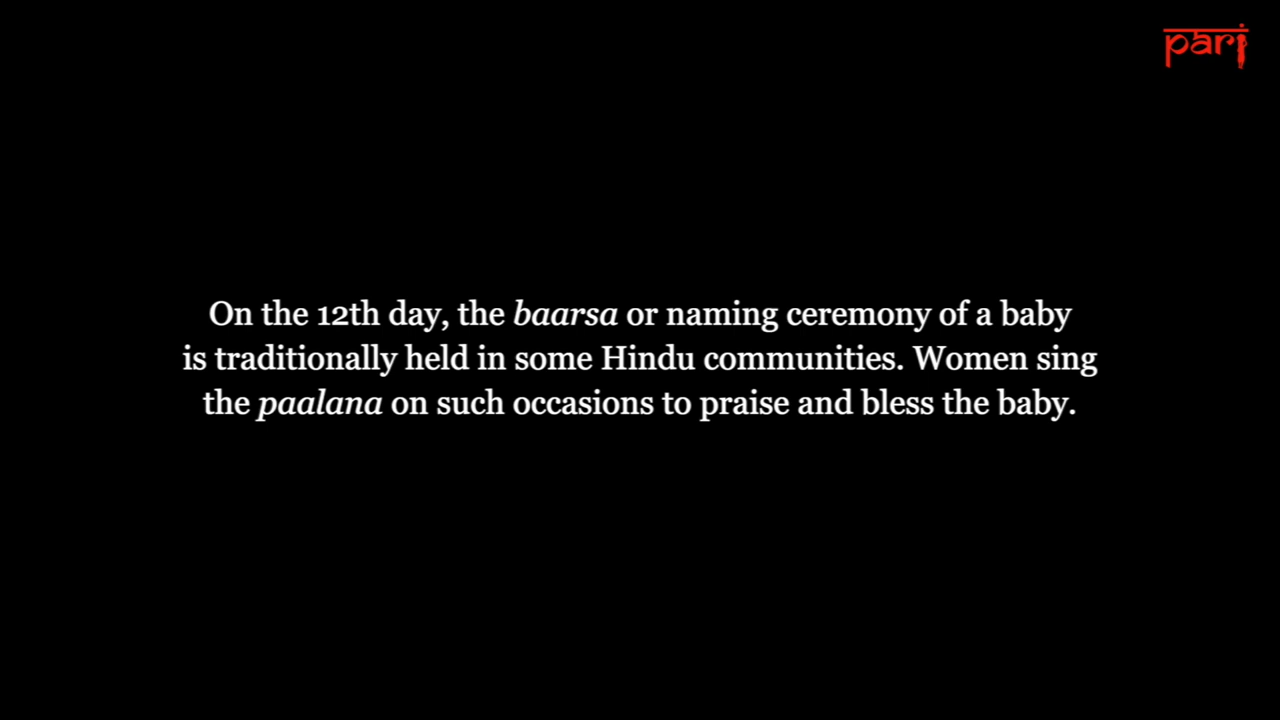 pari
On the 12th day, the baarsa or naming ceremony of a baby
is traditionally held in some Hindu communities. Women sing
the paalana on such occasions to praise and bless the baby.